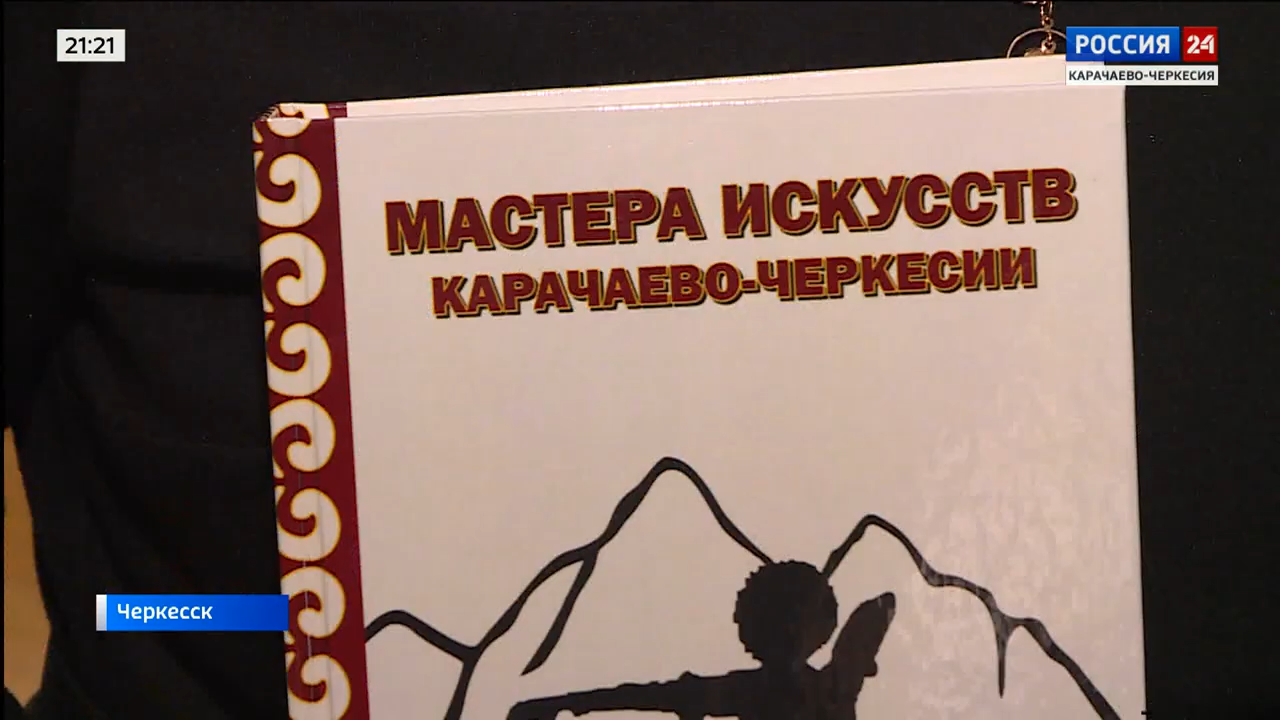 21:21
РОССИЯ 24
КАРАЧАЕВО-ЧЕРКЕСИЯ
МАСТЕРА ИСКУССТВ
КАРАЧАЕВО-ЧЕРКЕСИИ
Черкесск